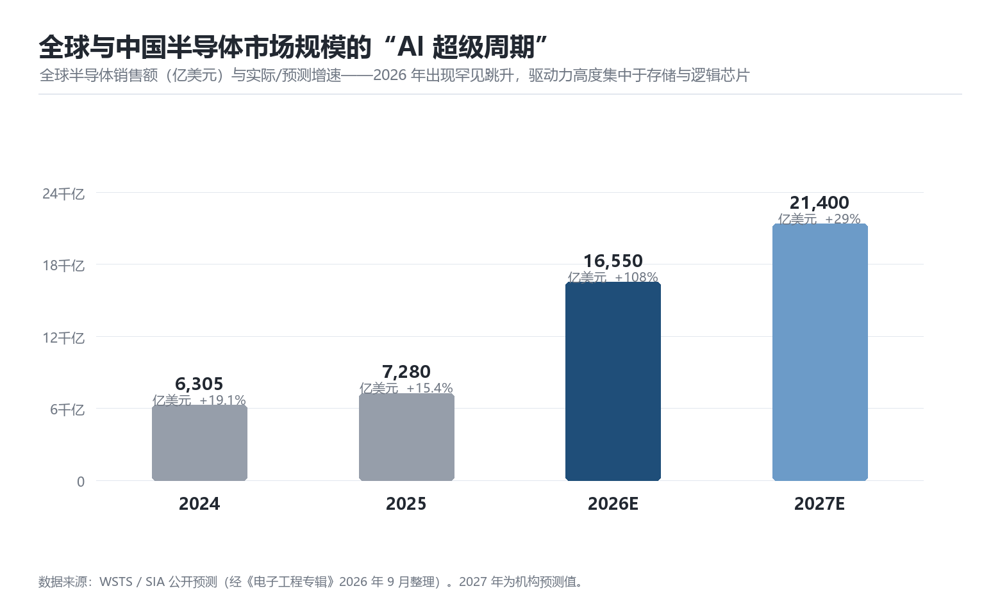 全球与中国半导体市场规模的“AI 超级周期”
全球半导体销售额（亿美元）与实际/预测增速——2026 年出现罕见跳升，驱动力高度集中于存储与逻辑芯片
24千亿
18千亿
12千亿
6千亿
0
6,305
亿美元 +19.1%
7,280
亿美元 +15.4%
16,550
亿美元 +108%
21,400
亿美元 +29%
2024
2025
2026E
2027E
数据来源：WSTS / SIA 公开预测（经《电子工程专辑》2026 年 9 月整理）。2027 年为机构预测值。